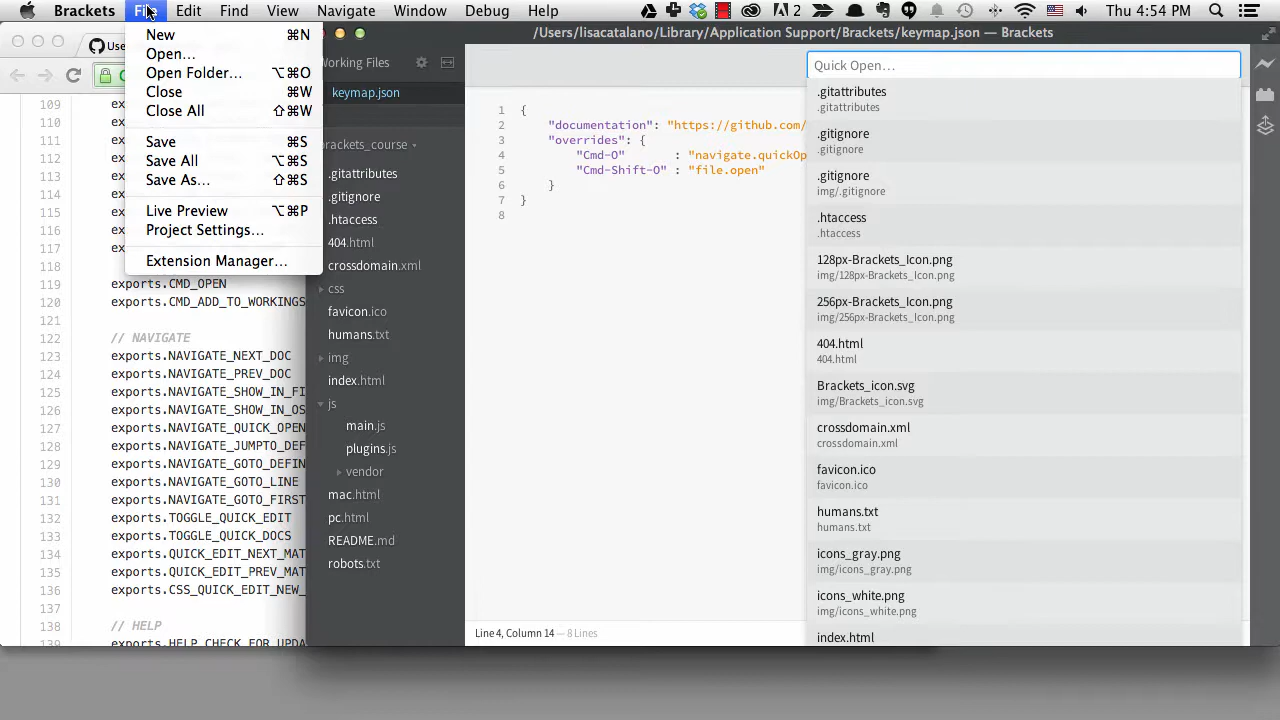 Brackets File Edit Find View Navigate Window Debug Help 2 Thu 4:54 PM
New ⌘N
Open…
Open Folder… ⌥⌘O
Close ⌘W
Close All ⇧⌘W
Save ⌘S
Save All ⌥⌘S
Save As… ⇧⌘S
Live Preview ⌥⌘P
Project Settings…
Extension Manager…
109
110
111
112
113
114
115
116
117
118
119 exports.CMD_OPEN
120 exports.CMD_ADD_TO_WORKINGS
121
122 // NAVIGATE
123 exports.NAVIGATE_NEXT_DOC
124 exports.NAVIGATE_PREV_DOC
125 exports.NAVIGATE_SHOW_IN_FI
126 exports.NAVIGATE_SHOW_IN_OS
127 exports.NAVIGATE_QUICK_OPEN
128 exports.NAVIGATE_JUMPTO_DEF
129 exports.NAVIGATE_GOTO_DEFIN
130 exports.NAVIGATE_GOTO_LINE
131 exports.NAVIGATE_GOTO_FIRST
132 exports.TOGGLE_QUICK_EDIT
133 exports.TOGGLE_QUICK_DOCS
134 exports.QUICK_EDIT_NEXT_MAT
135 exports.QUICK_EDIT_PREV_MAT
136 exports.CSS_QUICK_EDIT_NEW_
137
138 // HELP
139 exports.HELP_CHECK_FOR_UPDA
/Users/lisacatalano/Library/Application Support/Brackets/keymap.json — Brackets
Working Files
keymap.json
rackets_course
.gitattributes
.gitignore
.htaccess
404.html
crossdomain.xml
css
favicon.ico
humans.txt
img
index.html
js
main.js
plugins.js
vendor
mac.html
pc.html
README.md
robots.txt
1 {
2 "documentation": "https://github.com/
3 "overrides": {
4 "Cmd-O" : "navigate.quickOp
5 "Cmd-Shift-O" : "file.open"
6 }
7 }
8
Line 4, Column 14 — 8 Lines
Quick Open…
.gitattributes
.gitattributes
.gitignore
.gitignore
.gitignore
img/.gitignore
.htaccess
.htaccess
128px-Brackets_Icon.png
img/128px-Brackets_Icon.png
256px-Brackets_Icon.png
img/256px-Brackets_Icon.png
404.html
404.html
Brackets_icon.svg
img/Brackets_icon.svg
crossdomain.xml
crossdomain.xml
favicon.ico
favicon.ico
humans.txt
humans.txt
icons_gray.png
img/icons_gray.png
icons_white.png
img/icons_white.png
index.html